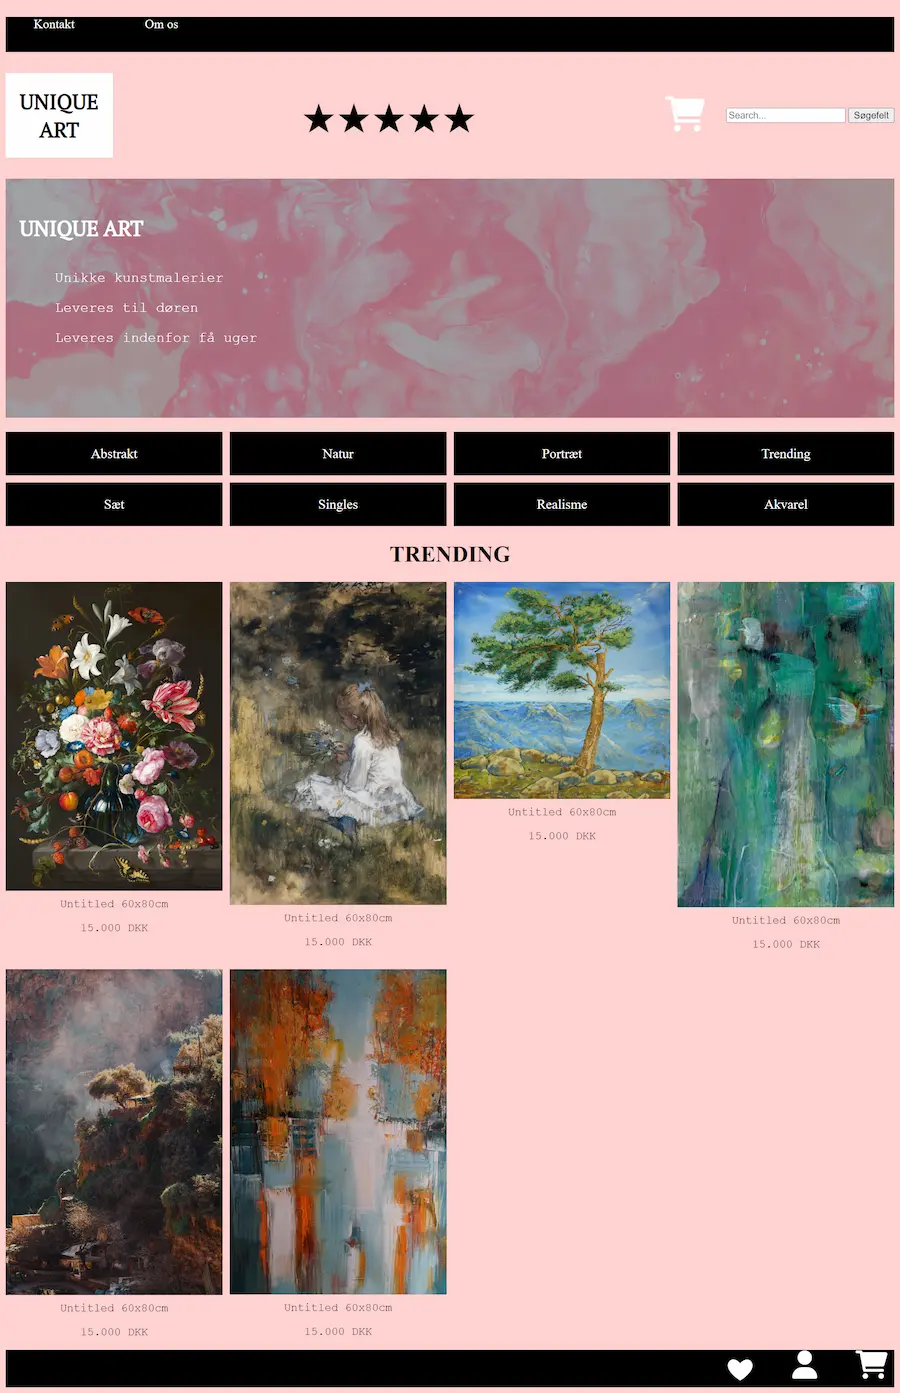 Kontakt Om os
UNIQUE
ART
Search... Søgefelt
UNIQUE ART
Unikke kunstmalerier
Leveres til døren
Leveres indenfor få uger
Abstrakt Natur Portræt Trending
Sæt Singles Realisme Akvarel
TRENDING
Untitled 60x80cm
15.000 DKK
Untitled 60x80cm
15.000 DKK
Untitled 60x80cm
15.000 DKK
Untitled 60x80cm
15.000 DKK
Untitled 60x80cm
15.000 DKK
Untitled 60x80cm
15.000 DKK